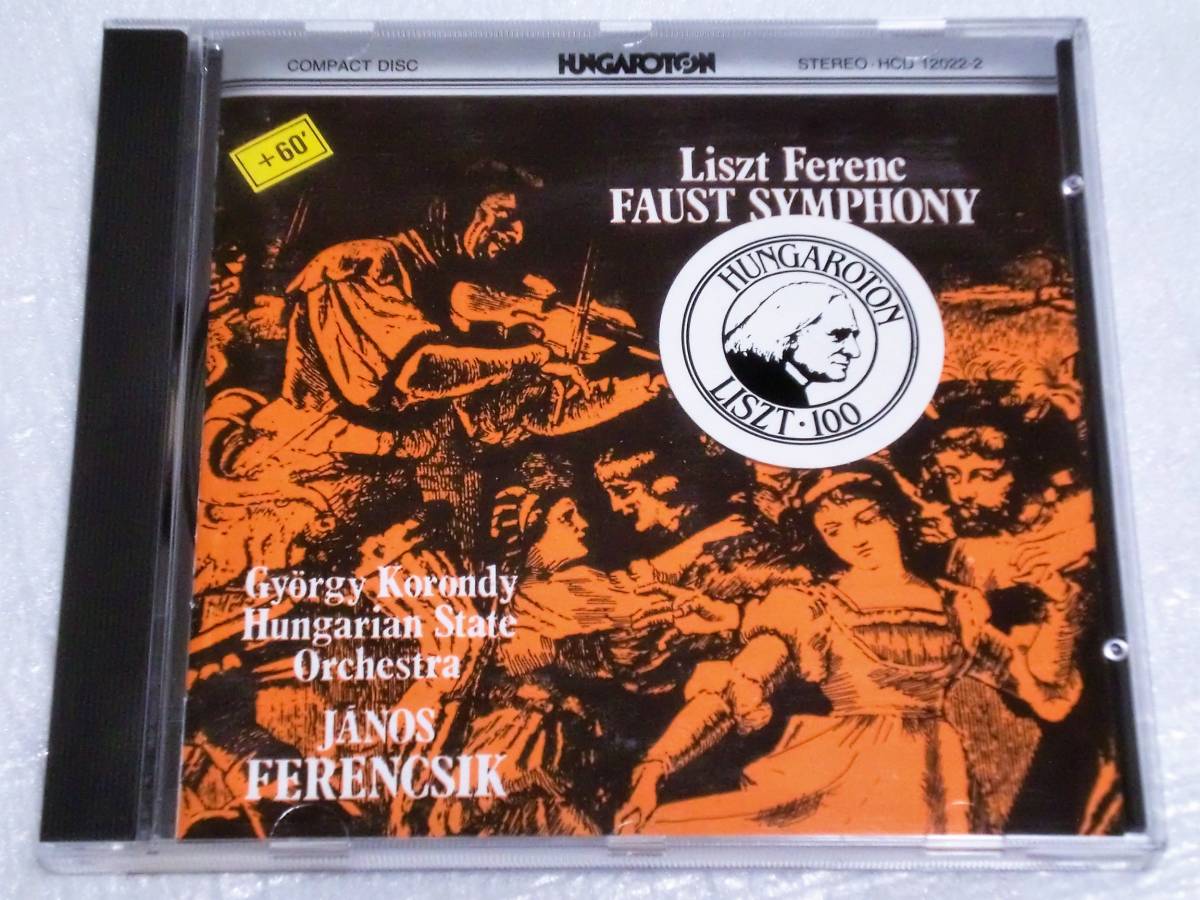 COMPACT DISC
HUNGAROTON
STEREO · HCD 12022-2
+60'
Liszt Ferenc
FAUST SYMPHONY
HUNGAROTON
LISZT · 100
György Korondy
Hungarian State
Orchestra
JÁNOS
FERENCSIK